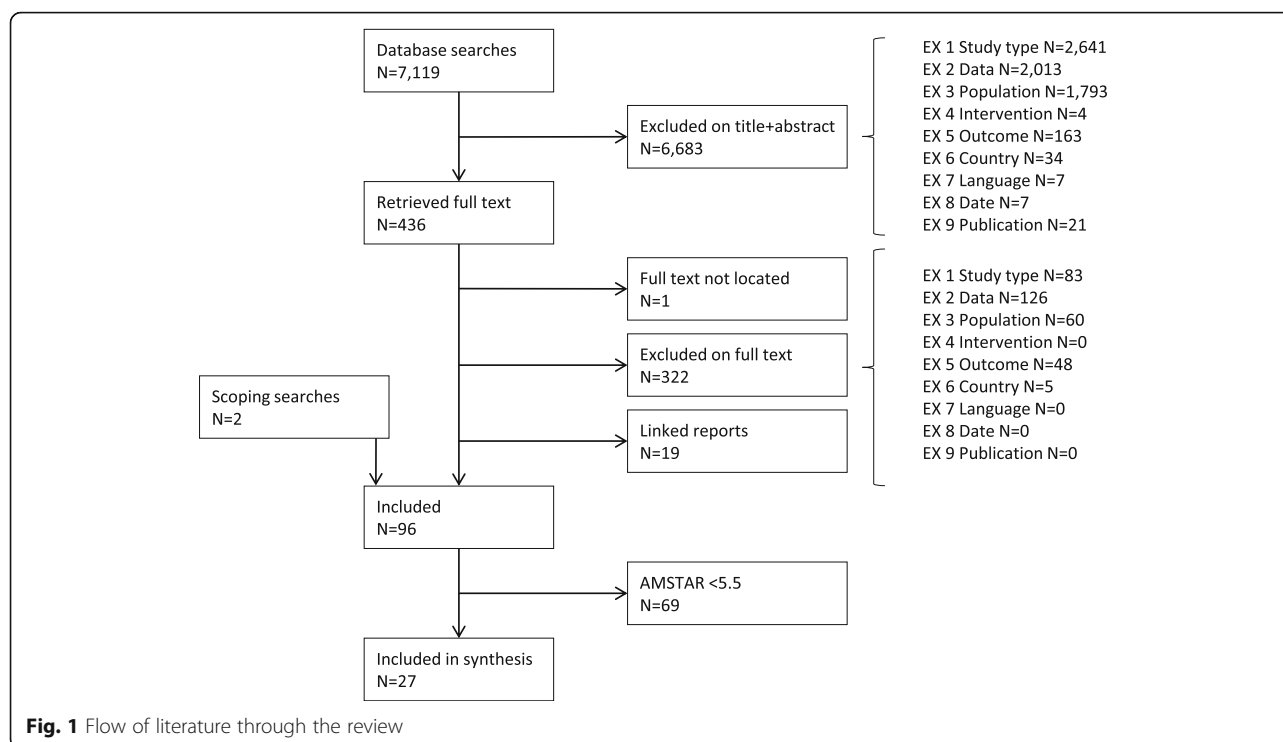 Database searches
N=7,119
Excluded on title+abstract
N=6,683
EX 1 Study type N=2,641
EX 2 Data N=2,013
EX 3 Population N=1,793
EX 4 Intervention N=4
EX 5 Outcome N=163
EX 6 Country N=34
EX 7 Language N=7
EX 8 Date N=7
EX 9 Publication N=21
Retrieved full text
N=436
Full text not located
N=1
Excluded on full text
N=322
EX 1 Study type N=83
EX 2 Data N=126
EX 3 Population N=60
EX 4 Intervention N=0
EX 5 Outcome N=48
EX 6 Country N=5
EX 7 Language N=0
EX 8 Date N=0
EX 9 Publication N=0
Linked reports
N=19
Scoping searches
N=2
Included
N=96
AMSTAR <5.5
N=69
Included in synthesis
N=27
Fig. 1 Flow of literature through the review